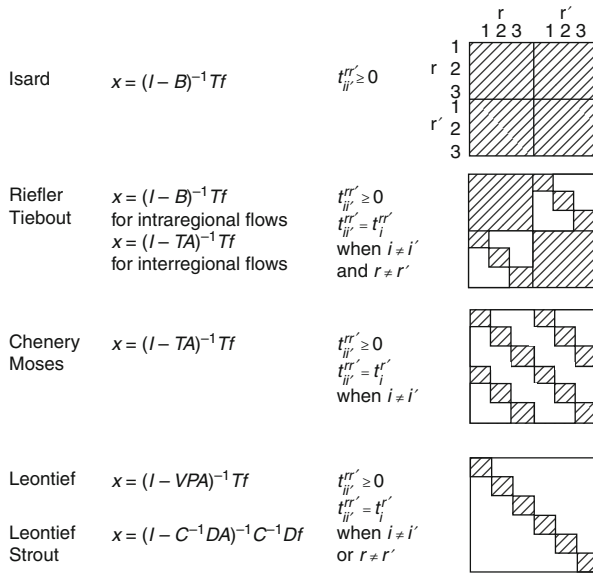 r r′
1 2 3 1 2 3
Isard x = (I – B)⁻¹Tf t_{ii′}^{rr′} ≥ 0
r 1 2 3
r′ 1 2 3
Riefler Tiebout
x = (I – B)⁻¹Tf
for intraregional flows
x = (I – TA)⁻¹Tf
for interregional flows
t_{ii′}^{rr′} ≥ 0
t_{ii′}^{rr′} = t_{i}^{rr′}
when i ≠ i′
and r ≠ r′
Chenery Moses
x = (I – TA)⁻¹Tf
t_{ii′}^{rr′} ≥ 0
t_{ii′}^{rr′} = t_{i}^{r′}
when i ≠ i′
Leontief x = (I – VPA)⁻¹Tf
Leontief Strout
x = (I – C⁻¹DA)⁻¹C⁻¹Df
t_{ii′}^{rr′} ≥ 0
t_{ii′}^{rr′} = t_{i}^{r′}
when i ≠ i′
or r ≠ r′